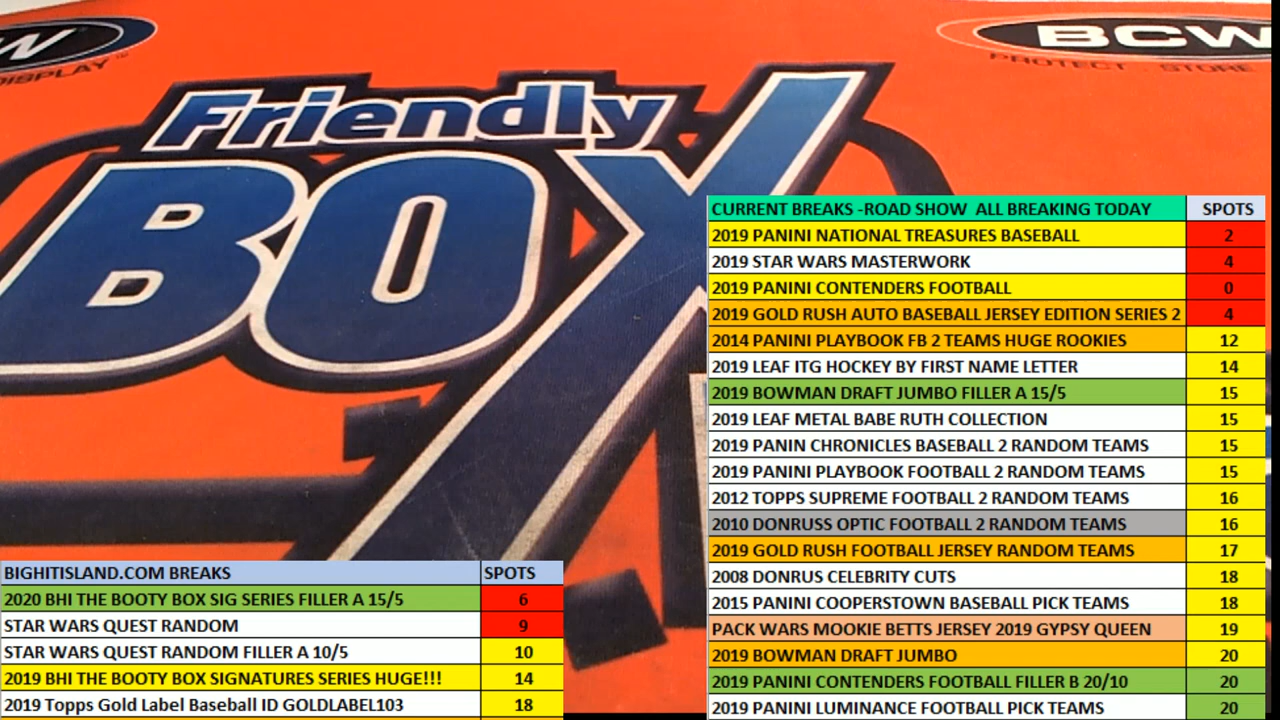 W
DISPLAY™
BCW
PROTECT . STORE
Friendly
BOX
CURRENT BREAKS -ROAD SHOW  ALL BREAKING TODAY SPOTS
2019 PANINI NATIONAL TREASURES BASEBALL 2
2019 STAR WARS MASTERWORK 4
2019 PANINI CONTENDERS FOOTBALL 0
2019 GOLD RUSH AUTO BASEBALL JERSEY EDITION SERIES 2 4
2014 PANINI PLAYBOOK FB 2 TEAMS HUGE ROOKIES 12
2019 LEAF ITG HOCKEY BY FIRST NAME LETTER 14
2019 BOWMAN DRAFT JUMBO FILLER A 15/5 15
2019 LEAF METAL BABE RUTH COLLECTION 15
2019 PANIN CHRONICLES BASEBALL 2 RANDOM TEAMS 15
2019 PANINI PLAYBOOK FOOTBALL 2 RANDOM TEAMS 15
2012 TOPPS SUPREME FOOTBALL 2 RANDOM TEAMS 16
2010 DONRUSS OPTIC FOOTBALL 2 RANDOM TEAMS 16
2019 GOLD RUSH FOOTBALL JERSEY RANDOM TEAMS 17
2008 DONRUS CELEBRITY CUTS 18
2015 PANINI COOPERSTOWN BASEBALL PICK TEAMS 18
PACK WARS MOOKIE BETTS JERSEY 2019 GYPSY QUEEN 19
2019 BOWMAN DRAFT JUMBO 20
2019 PANINI CONTENDERS FOOTBALL FILLER B 20/10 20
2019 PANINI LUMINANCE FOOTBALL PICK TEAMS 20
BIGHITISLAND.COM BREAKS SPOTS
2020 BHI THE BOOTY BOX SIG SERIES FILLER A 15/5 6
STAR WARS QUEST RANDOM 9
STAR WARS QUEST RANDOM FILLER A 10/5 10
2019 BHI THE BOOTY BOX SIGNATURES SERIES HUGE!!! 14
2019 Topps Gold Label Baseball ID GOLDLABEL103 18